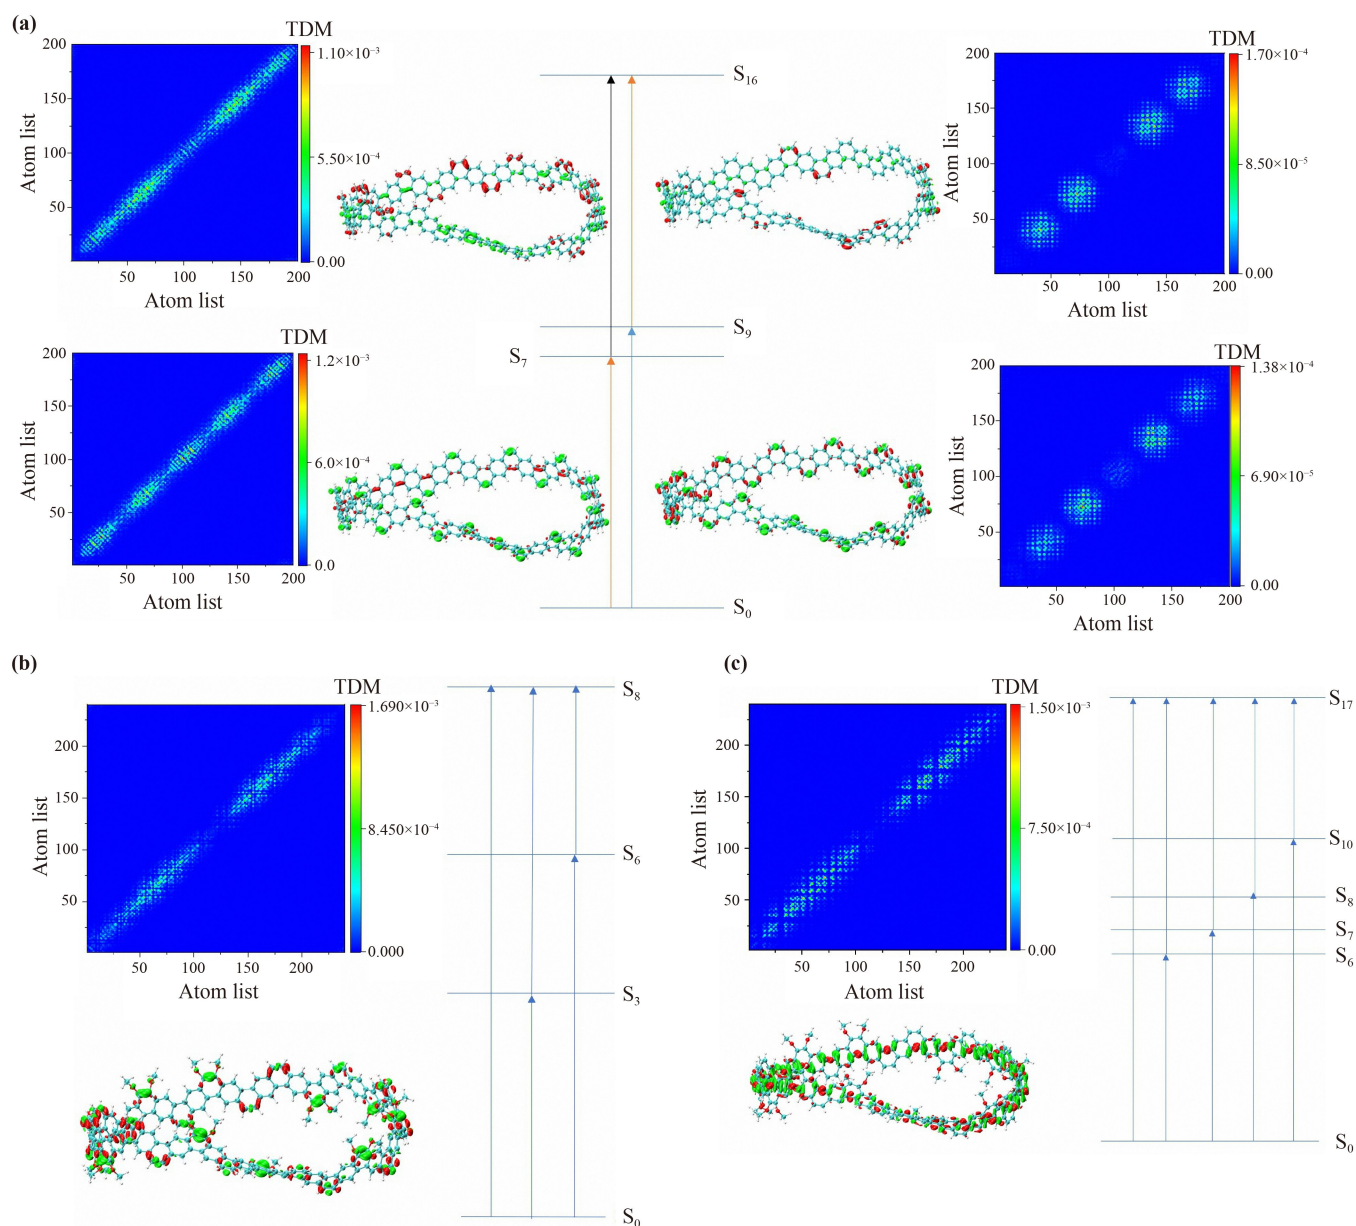 (a)
TDM
200
150
100
50
Atom list
1.10×10⁻³
5.50×10⁻⁴
0.00
50
100
150
200
Atom list
S₁₆
TDM
200
150
100
50
Atom list
1.70×10⁻⁴
8.50×10⁻⁵
0.00
50
100
150
200
Atom list
S₉
S₇
TDM
200
150
100
50
Atom list
1.2×10⁻³
6.0×10⁻⁴
0.0
50
100
150
200
Atom list
S₀
TDM
200
150
100
50
Atom list
1.38×10⁻⁴
6.90×10⁻⁵
0.00
50
100
150
200
Atom list
(b)
TDM
200
150
100
50
Atom list
1.690×10⁻³
8.450×10⁻⁴
0.000
50
100
150
200
Atom list
S₈
S₆
S₃
S₀
(c)
TDM
200
150
100
50
Atom list
1.50×10⁻³
7.50×10⁻⁴
0.00
50
100
150
200
Atom list
S₁₇
S₁₀
S₈
S₇
S₆
S₀